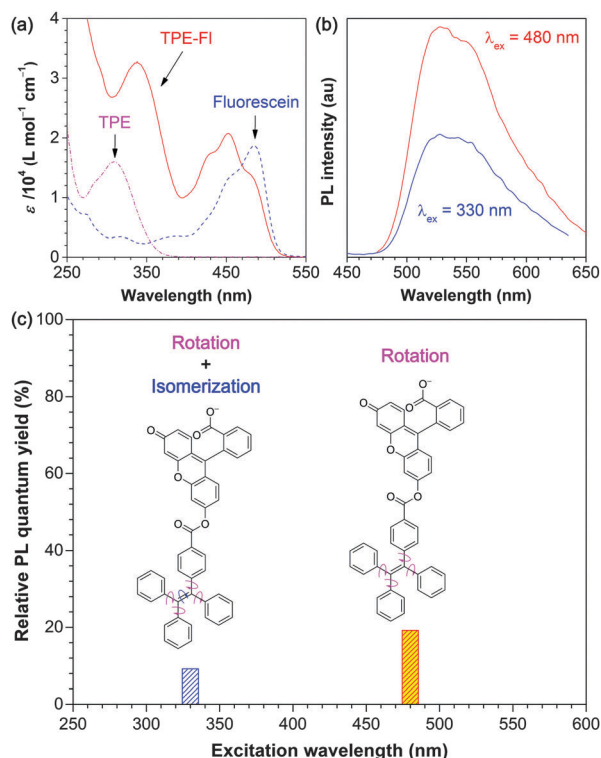 (a)
4
3
2
1
0
ε /10⁴ (L mol⁻¹ cm⁻¹)
TPE-Fl
TPE
Fluorescein
250 350 450 550
Wavelength (nm)
(b)
PL intensity (au)
λex = 480 nm
λex = 330 nm
450 500 550 600 650
Wavelength (nm)
(c)
100
80
60
40
20
0
Relative PL quantum yield (%)
Rotation
+
Isomerization
O⁻
O
O
O
O
O
Rotation
O⁻
O
O
O
O
O
250 300 350 400 450 500 550 600
Excitation wavelength (nm)